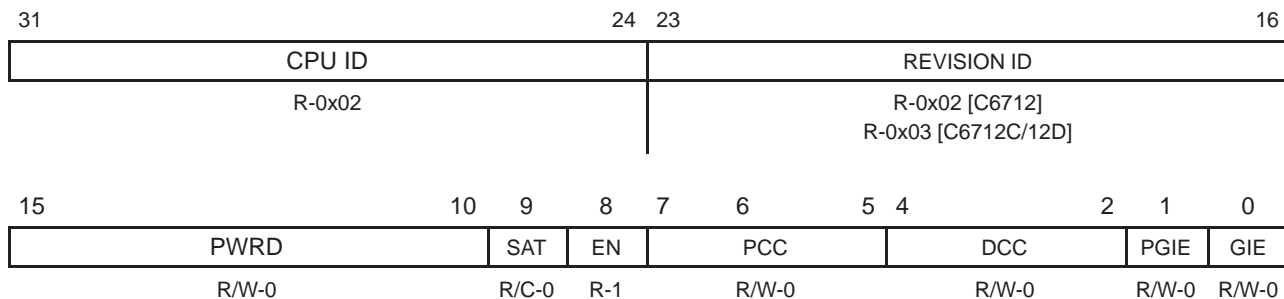 31 24 23 16
CPU ID REVISION ID
R-0x02 R-0x02 [C6712]
R-0x03 [C6712C/12D]
15 10 9 8 7 6 5 4 2 1 0
PWRD SAT EN PCC DCC PGIE GIE
R/W-0 R/C-0 R-1 R/W-0 R/W-0 R/W-0 R/W-0